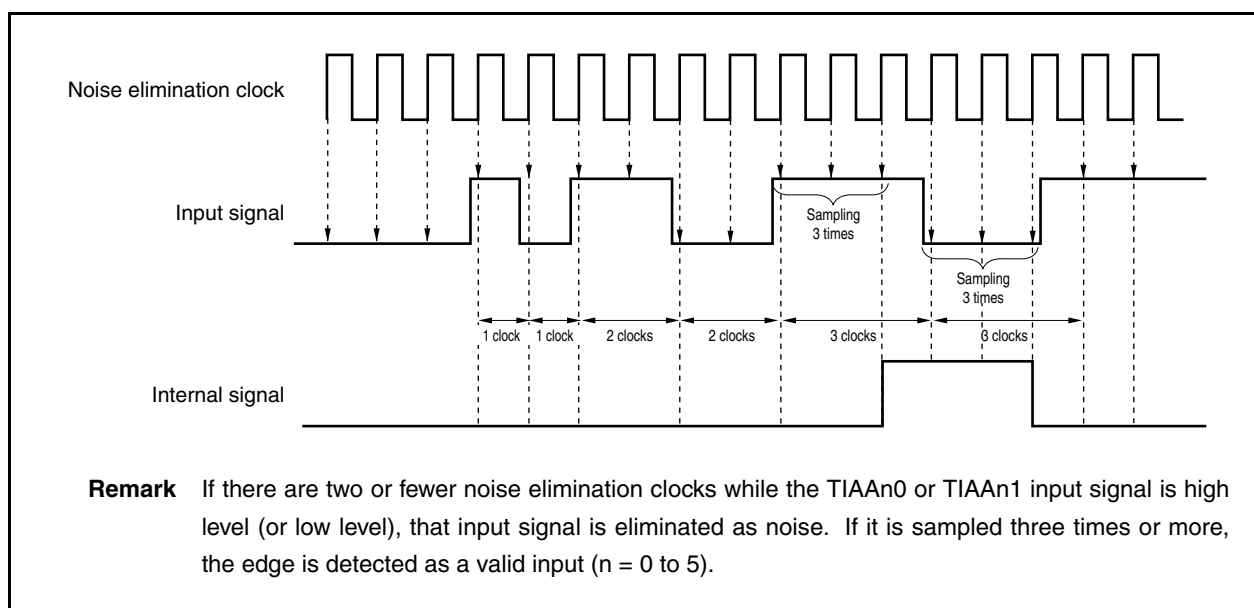 Noise elimination clock
Input signal
Sampling
3 times
Sampling
3 times
1 clock
1 clock
2 clocks
2 clocks
3 clocks
3 clocks
Internal signal
Remark If there are two or fewer noise elimination clocks while the TIAAn0 or TIAAn1 input signal is high
level (or low level), that input signal is eliminated as noise. If it is sampled three times or more,
the edge is detected as a valid input (n = 0 to 5).